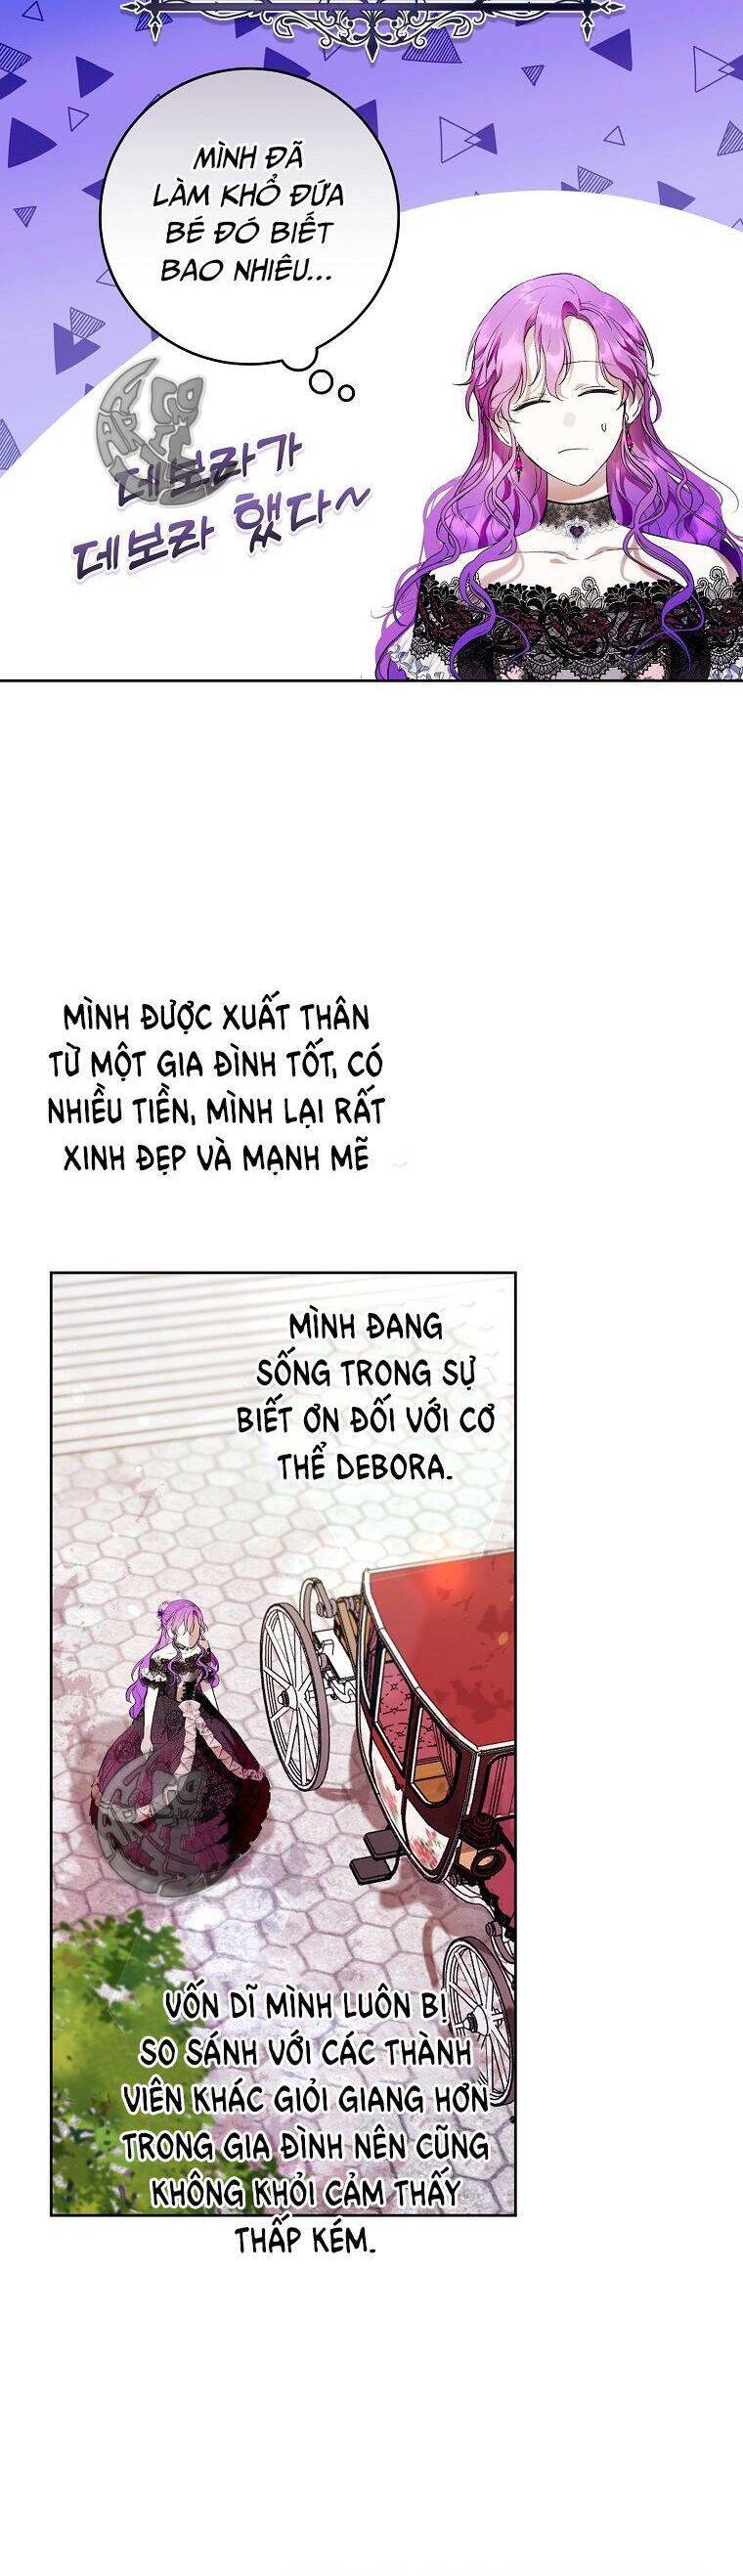 MÌNH ĐÃ
LÀM KHỔ ĐỨA
BÉ ĐÓ BIẾT
BAO NHIÊU...
데보라가
데보라 했다~
MÌNH ĐƯỢC XUẤT THÂN
TỪ MỘT GIA ĐÌNH TỐT, CÓ
NHIỀU TIỀN, MÌNH LẠI RẤT
XINH ĐẸP VÀ MẠNH MẼ
MÌNH ĐANG
SỐNG TRONG SỰ
BIẾT ƠN ĐỐI VỚI CƠ
THỂ DEBORA.
VỐN DĨ MÌNH LUÔN BỊ
SO SÁNH VỚI CÁC THÀNH
VIÊN KHÁC GIỎI GIANG HƠN
TRONG GIA ĐÌNH NÊN CŨNG
KHÔNG KHỎI CẢM THẤY
THẤP KÉM.